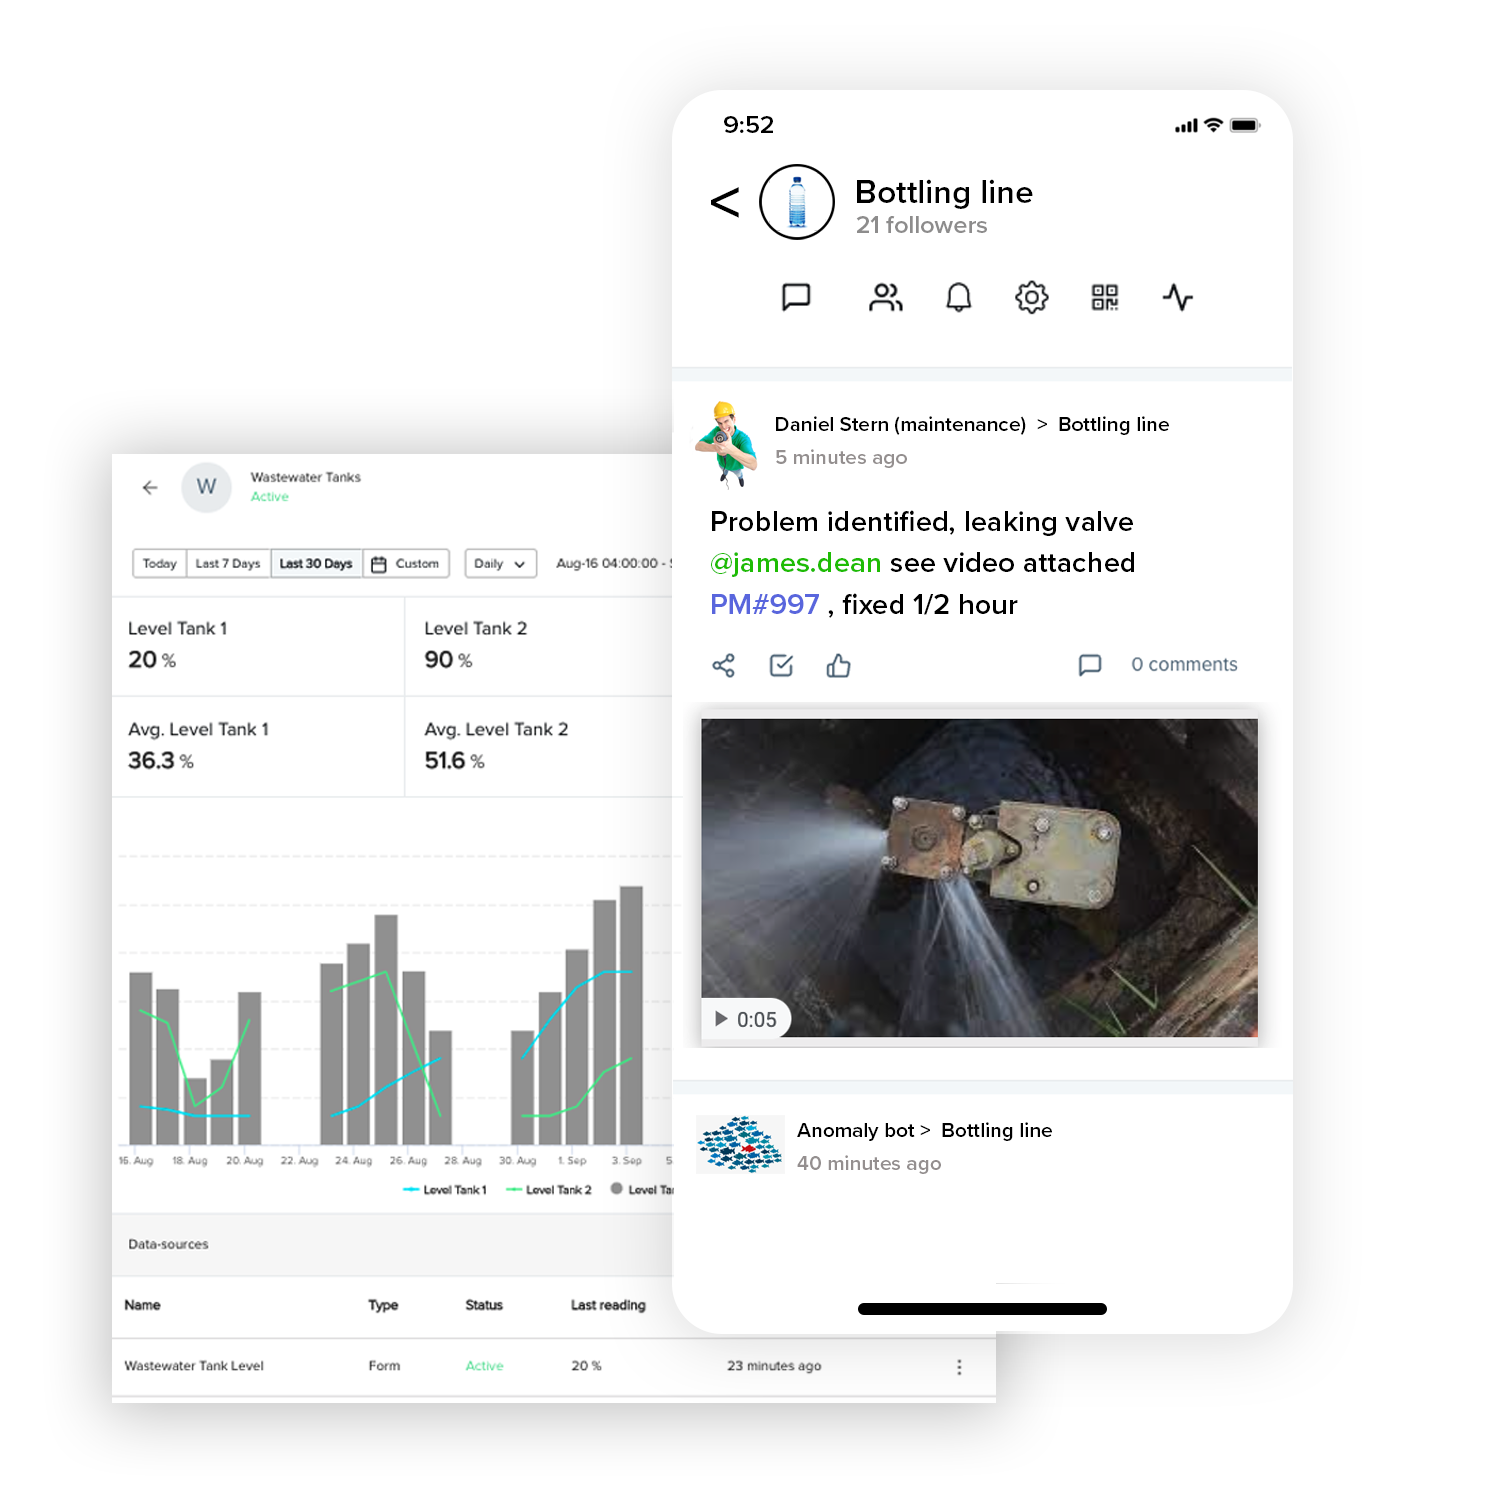 9:52
<
Bottling line
21 followers
Daniel Stern (maintenance) > Bottling line
5 minutes ago
Problem identified, leaking valve
@james.dean see video attached
PM#997 , fixed 1/2 hour
0 comments
0:05
Anomaly bot > Bottling line
40 minutes ago
W
Wastewater Tanks
Active
Today Last 7 Days Last 30 Days Custom Daily Aug-16 04:00:00 -
Level Tank 1
20 %
Level Tank 2
90 %
Avg. Level Tank 1
36.3 %
Avg. Level Tank 2
51.6 %
16. Aug 18. Aug 20. Aug 22. Aug 24. Aug 26. Aug 28. Aug 30. Aug 1. Sep 3. Sep 5
Level Tank 1 Level Tank 2 Level
Data-sources
Name Type Status Last reading
Wastewater Tank Level Form Active 20 % 23 minutes ago